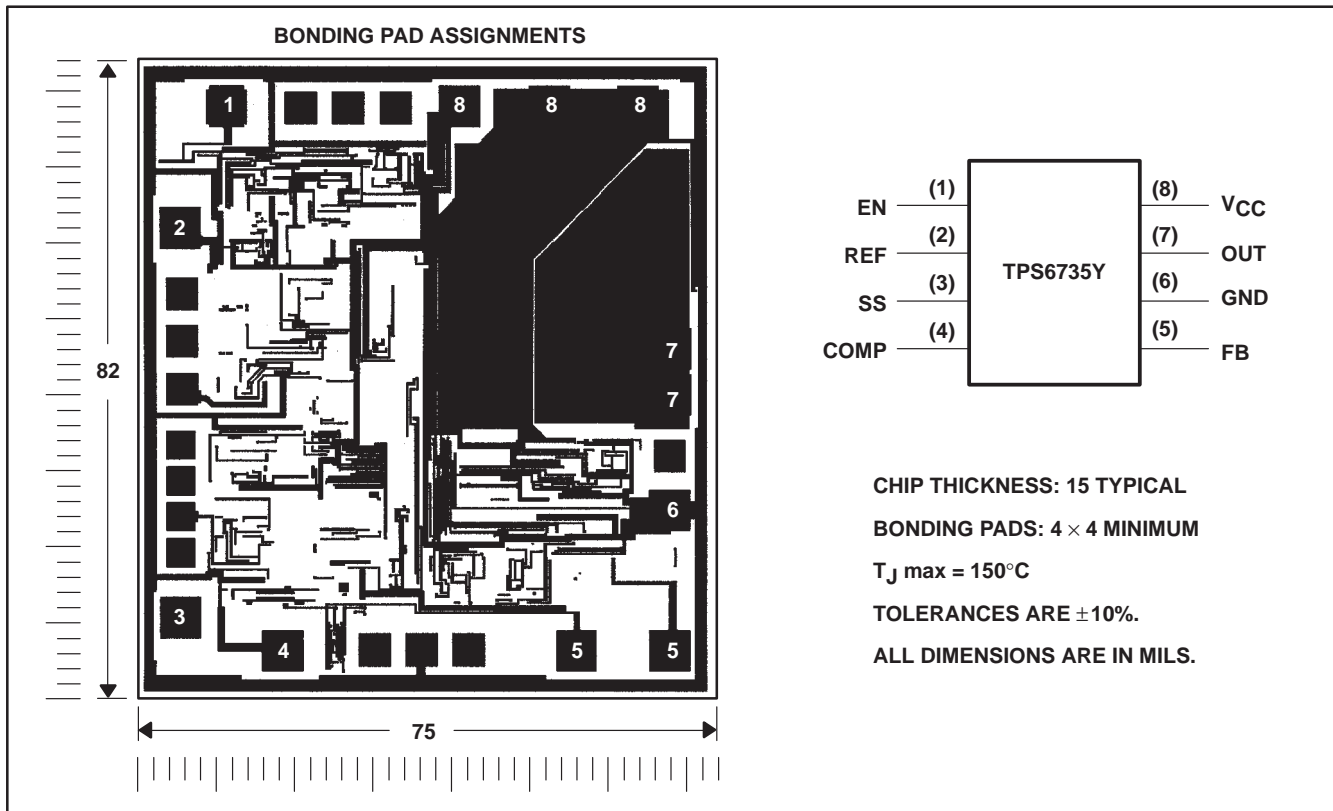 BONDING PAD ASSIGNMENTS
1
8
8
8
2
7
7
6
3
4
5
5
82
75
(1)
EN
(2)
REF
(3)
SS
(4)
COMP
TPS6735Y
(8)
VCC
(7)
OUT
(6)
GND
(5)
FB
CHIP THICKNESS: 15 TYPICAL
BONDING PADS: 4 × 4 MINIMUM
TJ max = 150°C
TOLERANCES ARE ±10%.
ALL DIMENSIONS ARE IN MILS.